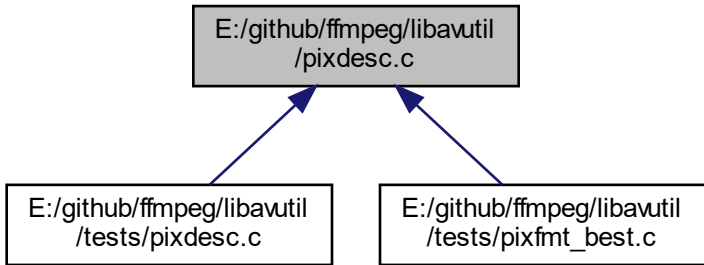 E:/github/ffmpeg/libavutil
/pixdesc.c
E:/github/ffmpeg/libavutil
/tests/pixdesc.c
E:/github/ffmpeg/libavutil
/tests/pixfmt_best.c